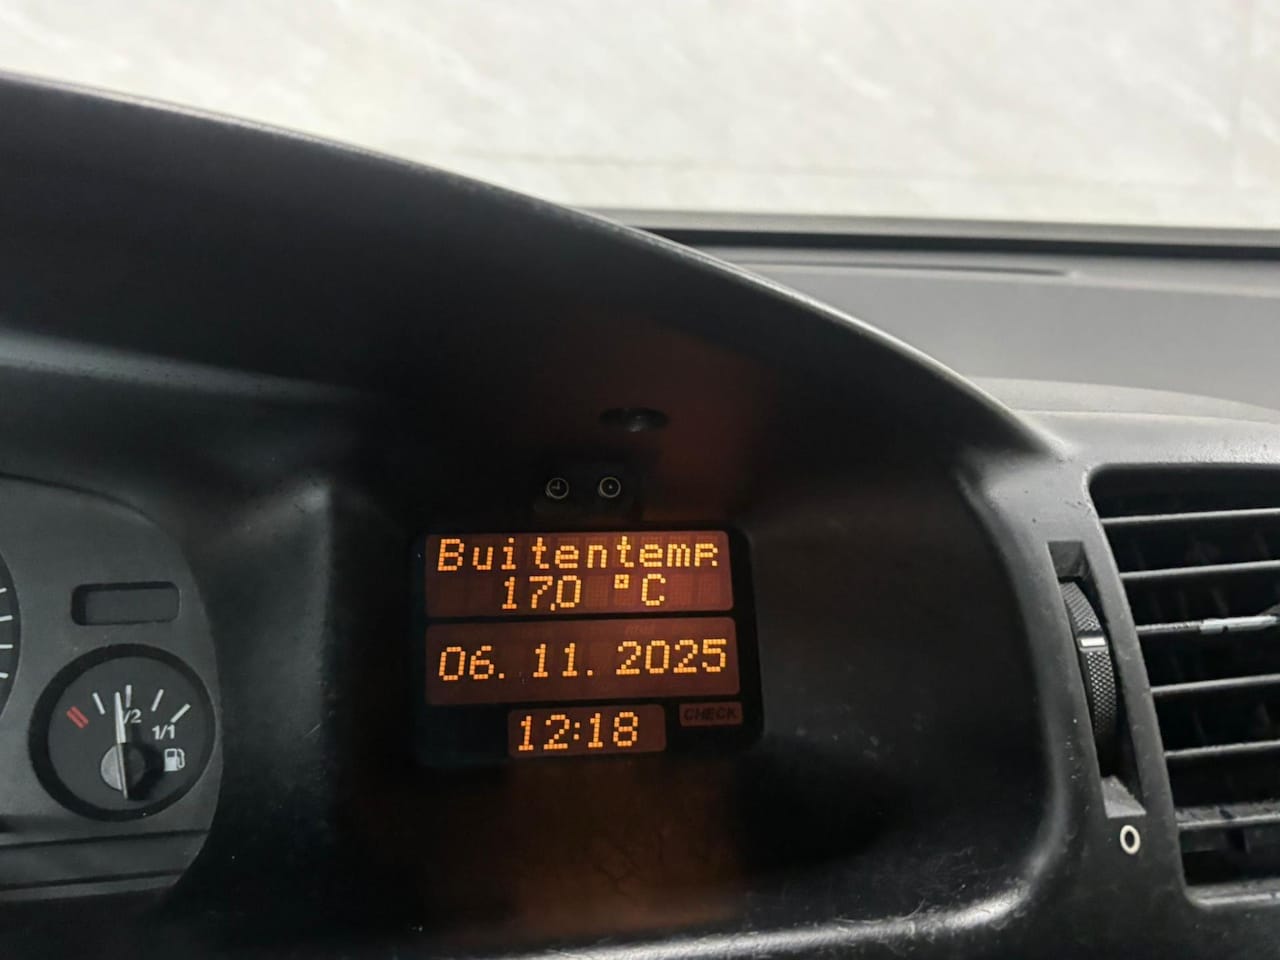 Buitentemp
17,0 °C
06. 11. 2025
12:18
CHECK
1/2
1/1